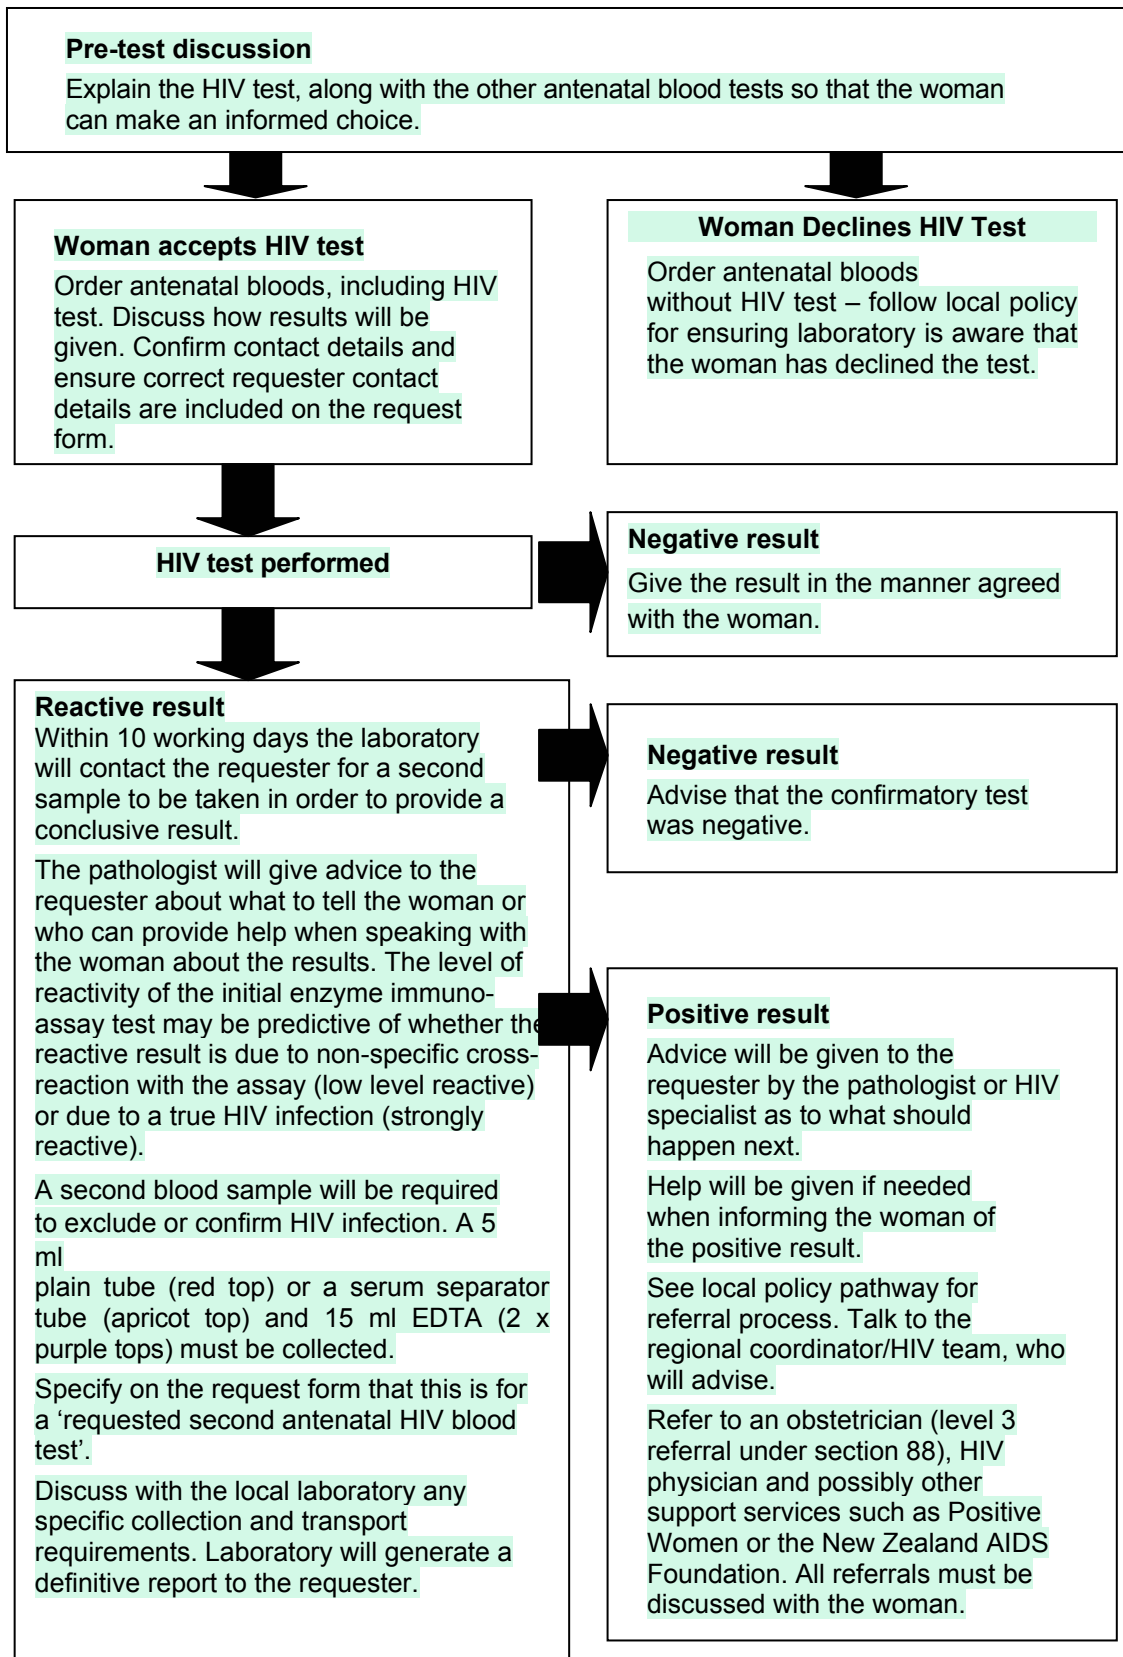 Pre-test discussion
Explain the HIV test, along with the other antenatal blood tests so that the woman
can make an informed choice.
Woman accepts HIV test
Order antenatal bloods, including HIV
test. Discuss how results will be
given. Confirm contact details and
ensure correct requester contact
details are included on the request
form.
Woman Declines HIV Test
Order antenatal bloods
without HIV test – follow local policy
for ensuring laboratory is aware that
the woman has declined the test.
HIV test performed
Negative result
Give the result in the manner agreed
with the woman.
Reactive result
Within 10 working days the laboratory
will contact the requester for a second
sample to be taken in order to provide a
conclusive result.
The pathologist will give advice to the
requester about what to tell the woman or
who can provide help when speaking with
the woman about the results. The level of
reactivity of the initial enzyme immuno-
assay test may be predictive of whether the
reactive result is due to non-specific cross-
reaction with the assay (low level reactive)
or due to a true HIV infection (strongly
reactive).
A second blood sample will be required
to exclude or confirm HIV infection. A 5
ml
plain tube (red top) or a serum separator
tube (apricot top) and 15 ml EDTA (2 x
purple tops) must be collected.
Specify on the request form that this is for
a ‘requested second antenatal HIV blood
test’.
Discuss with the local laboratory any
specific collection and transport
requirements. Laboratory will generate a
definitive report to the requester.
Negative result
Advise that the confirmatory test
was negative.
Positive result
Advice will be given to the
requester by the pathologist or HIV
specialist as to what should
happen next.
Help will be given if needed
when informing the woman of
the positive result.
See local policy pathway for
referral process. Talk to the
regional coordinator/HIV team, who
will advise.
Refer to an obstetrician (level 3
referral under section 88), HIV
physician and possibly other
support services such as Positive
Women or the New Zealand AIDS
Foundation. All referrals must be
discussed with the woman.